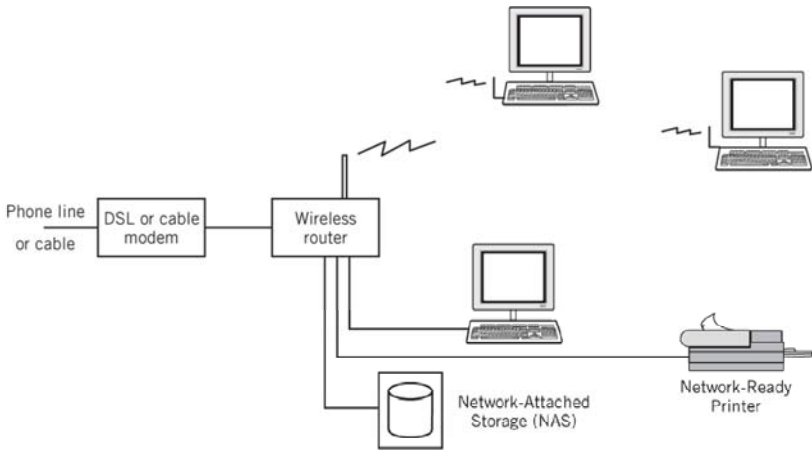 Phone line
or cable
DSL or cable
modem
Wireless
router
Network-Attached
Storage (NAS)
Network-Ready
Printer